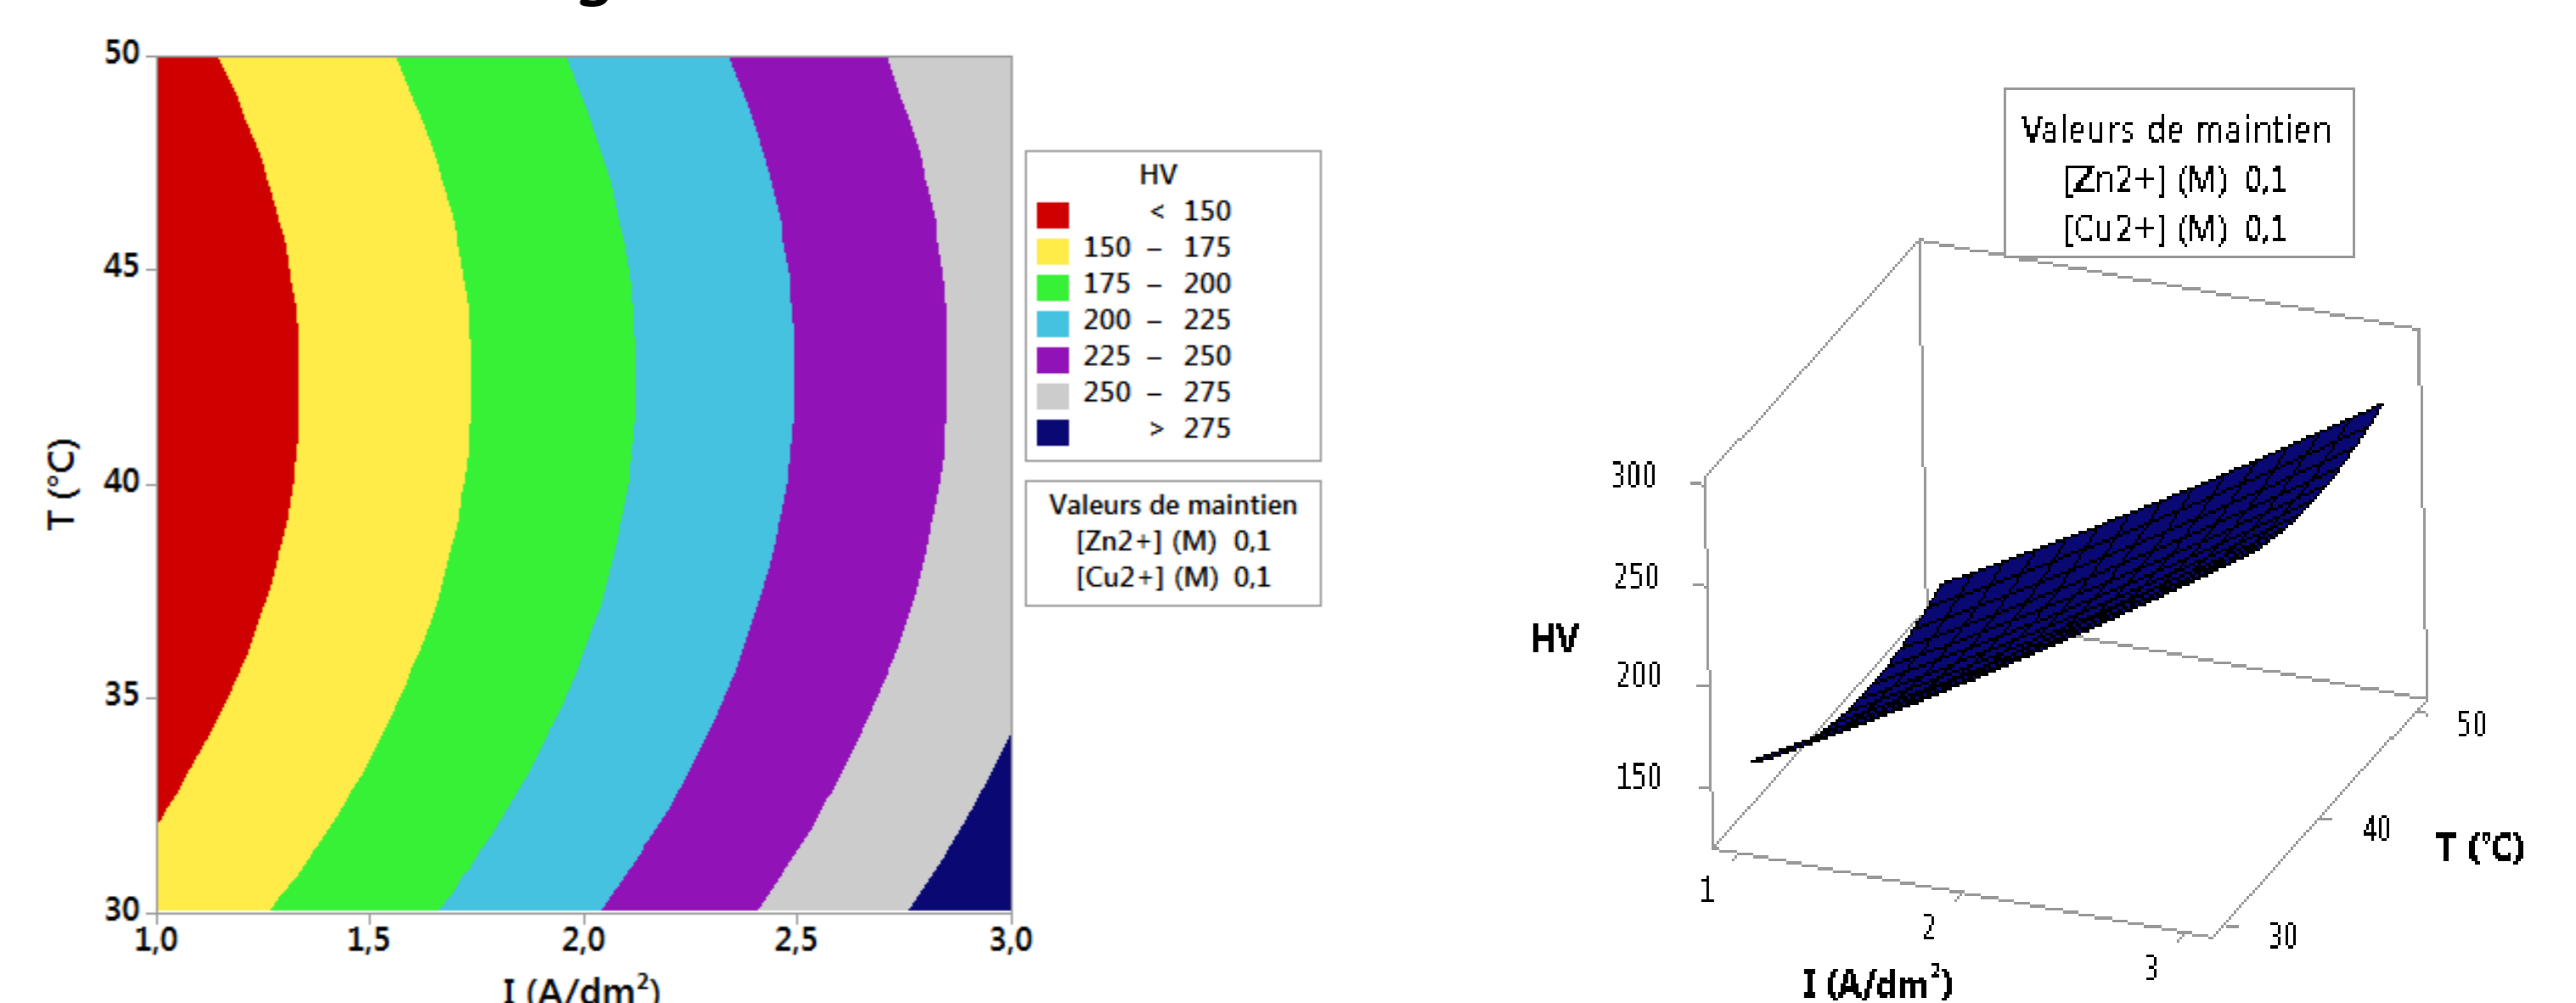 50
45
40
35
30
T (°C)
1,0 1,5 2,0 2,5 3,0
I (A/dm²)
HV
< 150
150 – 175
175 – 200
200 – 225
225 – 250
250 – 275
> 275
Valeurs de maintien
[Zn2+] (M) 0,1
[Cu2+] (M) 0,1
Valeurs de maintien
[Zn2+] (M) 0,1
[Cu2+] (M) 0,1
300
250
200
150
HV
1
2
3
I (A/dm²)
50
40
30
T (°C)